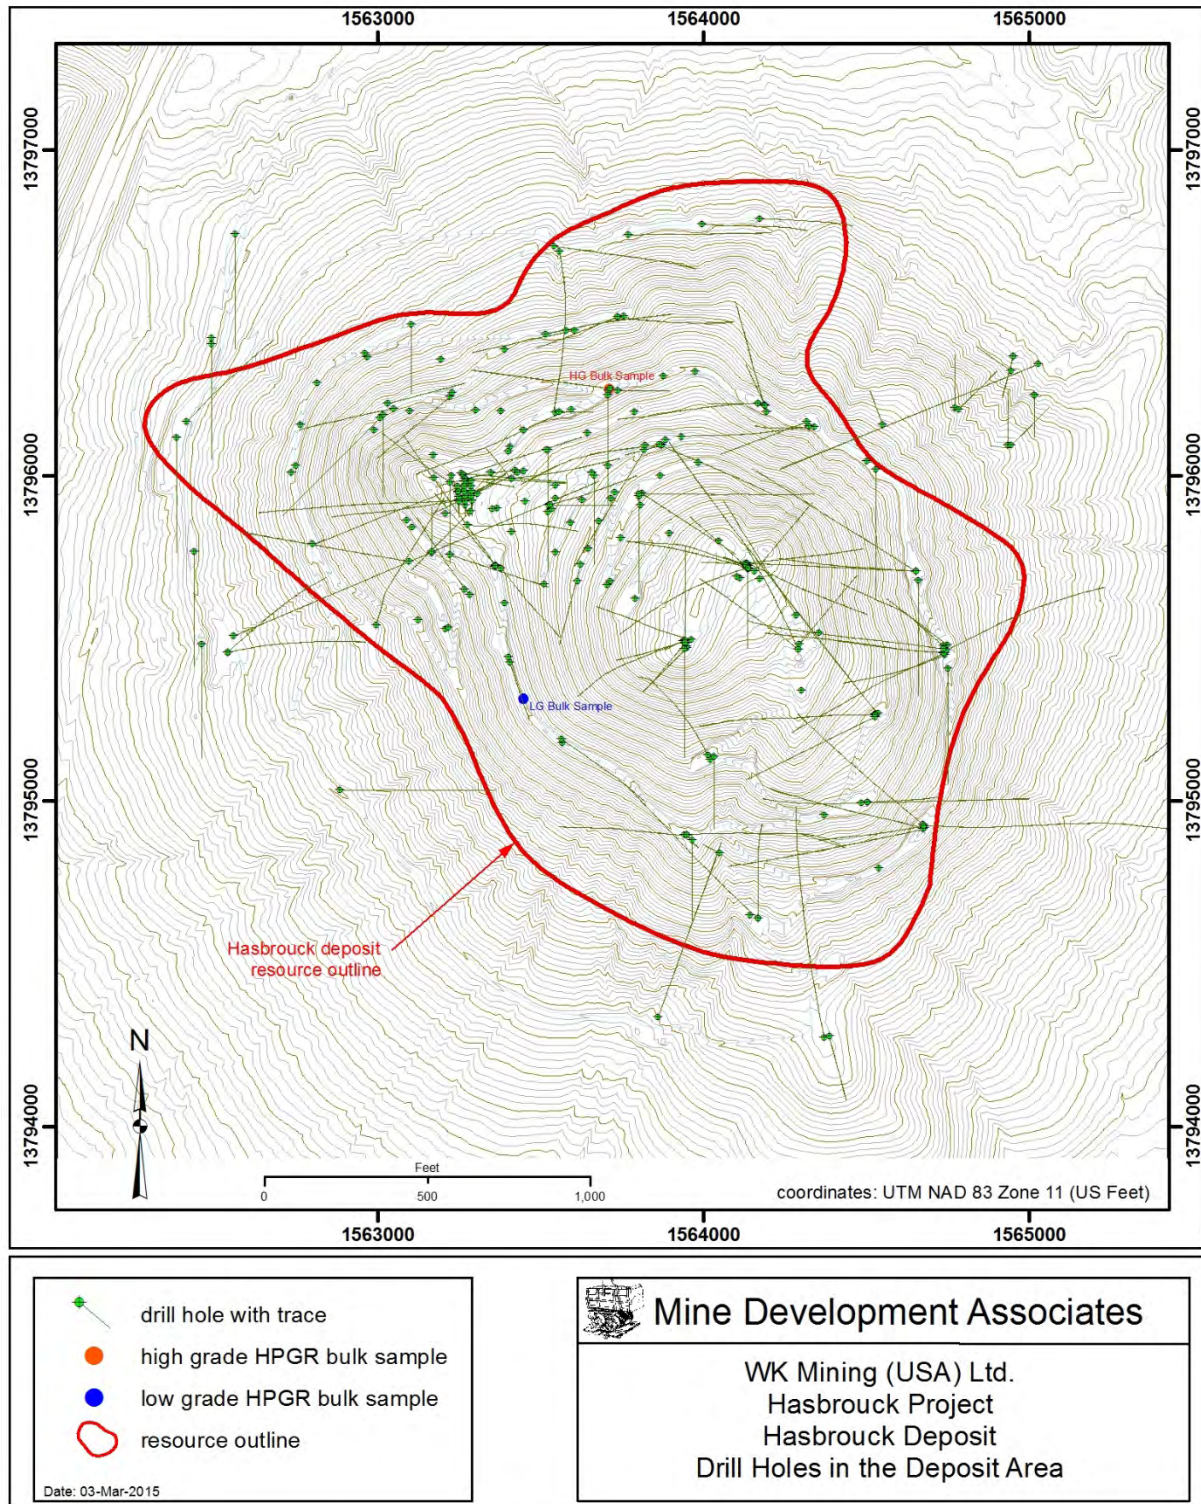 1563000
1564000
1565000
13797000
13797000
HG Bulk Sample
13796000
13796000
LG Bulk Sample
13795000
13795000
Hasbrouck deposit
resource outline
N
13794000
13794000
Feet
0
500
1,000
coordinates: UTM NAD 83 Zone 11 (US Feet)
1563000
1564000
1565000
drill hole with trace
high grade HPGR bulk sample
low grade HPGR bulk sample
resource outline
Date: 03-Mar-2015
Mine Development Associates
WK Mining (USA) Ltd.
Hasbrouck Project
Hasbrouck Deposit
Drill Holes in the Deposit Area